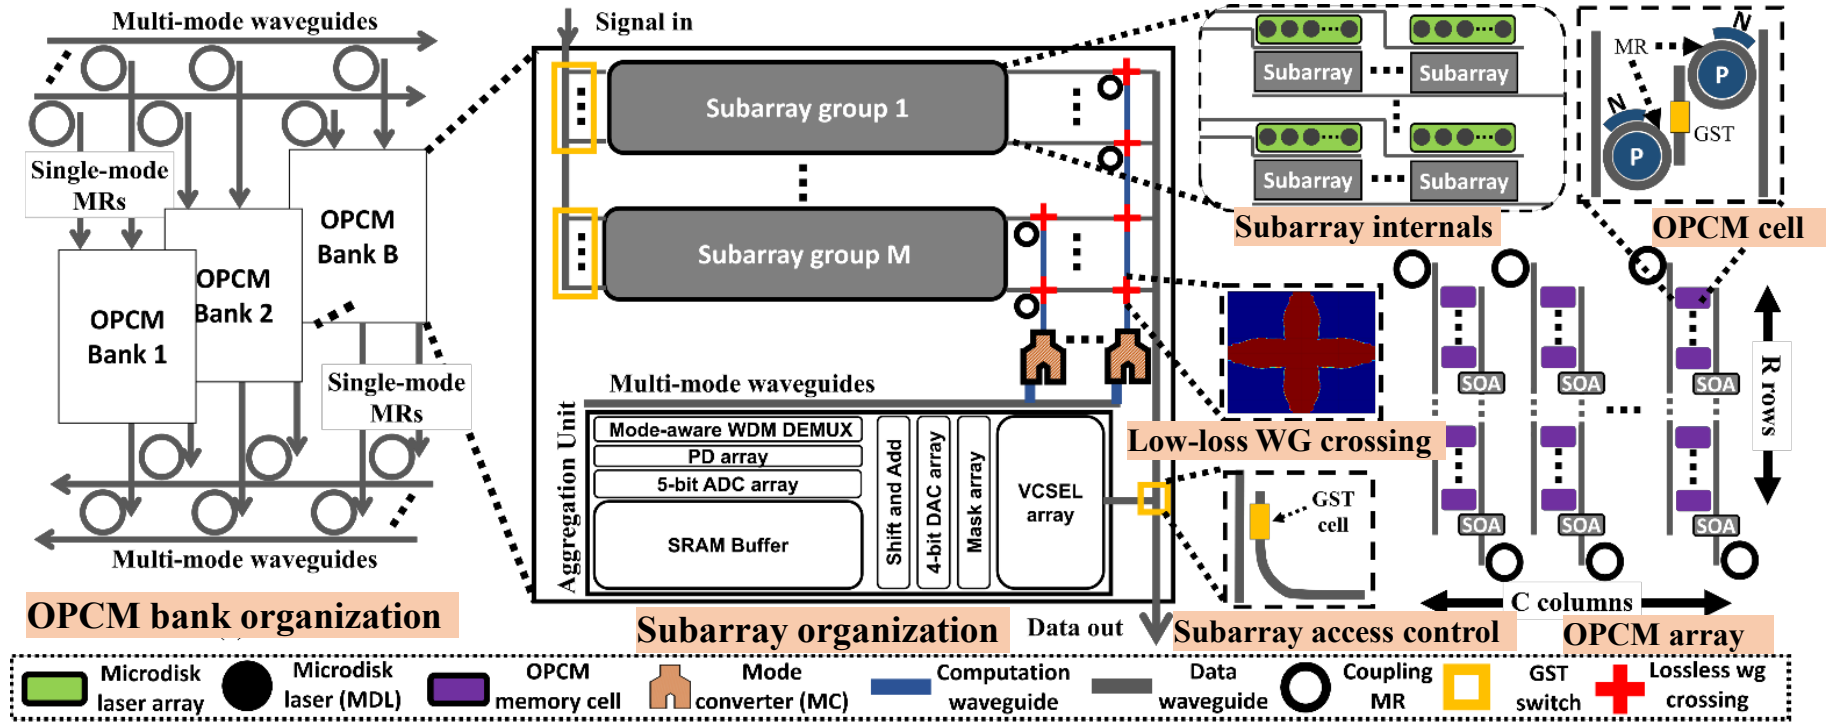 Multi-mode waveguides
Single-mode
MRs
OPCM
Bank B
OPCM
Bank 2
OPCM
Bank 1
Single-mode
MRs
Multi-mode waveguides
OPCM bank organization
Signal in
Subarray group 1
Subarray group M
Multi-mode waveguides
Aggregation Unit
Mode-aware WDM DEMUX
PD array
5-bit ADC array
SRAM Buffer
Shift and Add
4-bit DAC array
Mask array
VCSEL
array
Subarray organization
Data out
Subarray
Subarray
Subarray
Subarray
Subarray internals
N
MR
P
N
GST
P
OPCM cell
Low-loss WG crossing
GST
cell
Subarray access control
SOA
SOA
SOA
SOA
SOA
SOA
R rows
C columns
OPCM array
Microdisk
laser array
Microdisk
laser (MDL)
OPCM
memory cell
Mode
converter (MC)
Computation
waveguide
Data
waveguide
Coupling
MR
GST
switch
Lossless wg
crossing